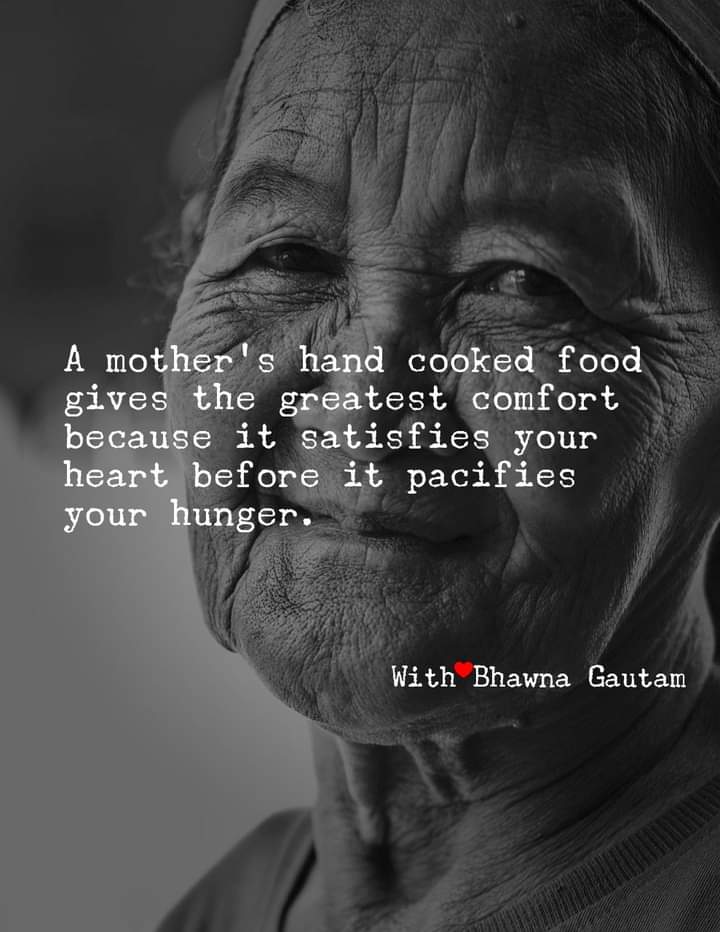 A mother's hand cooked food
gives the greatest comfort
because it satisfies your
heart before it pacifies
your hunger.
With❤Bhawna Gautam